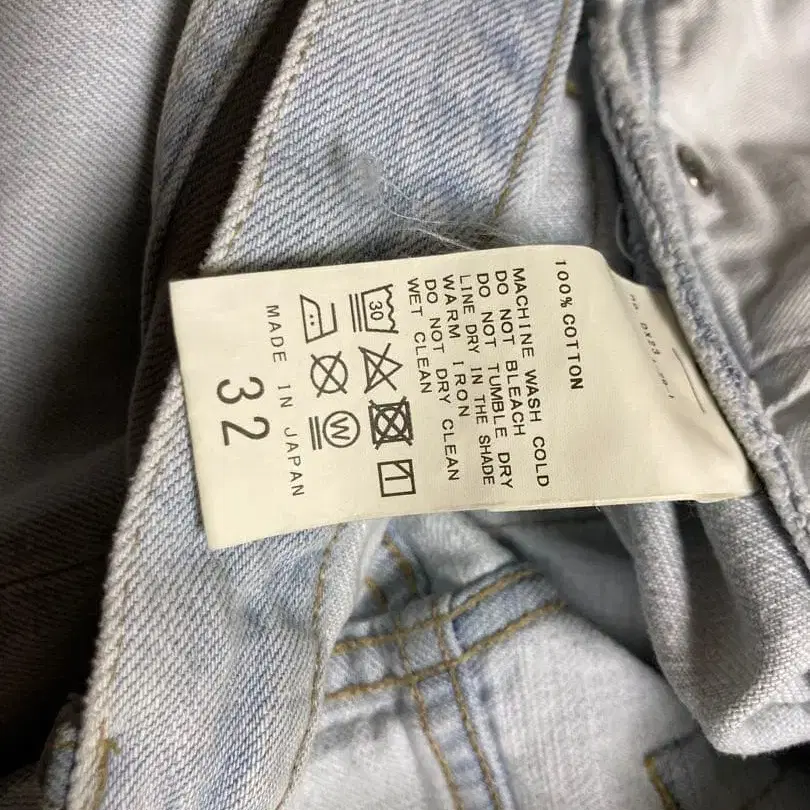 100% COTTON
MACHINE WASH COLD
DO NOT BLEACH
DO NOT TUMBLE DRY
LINE DRY IN THE SHADE
WARM IRON
DO NOT DRY CLEAN
WET CLEAN
30
W
MADE IN JAPAN
32